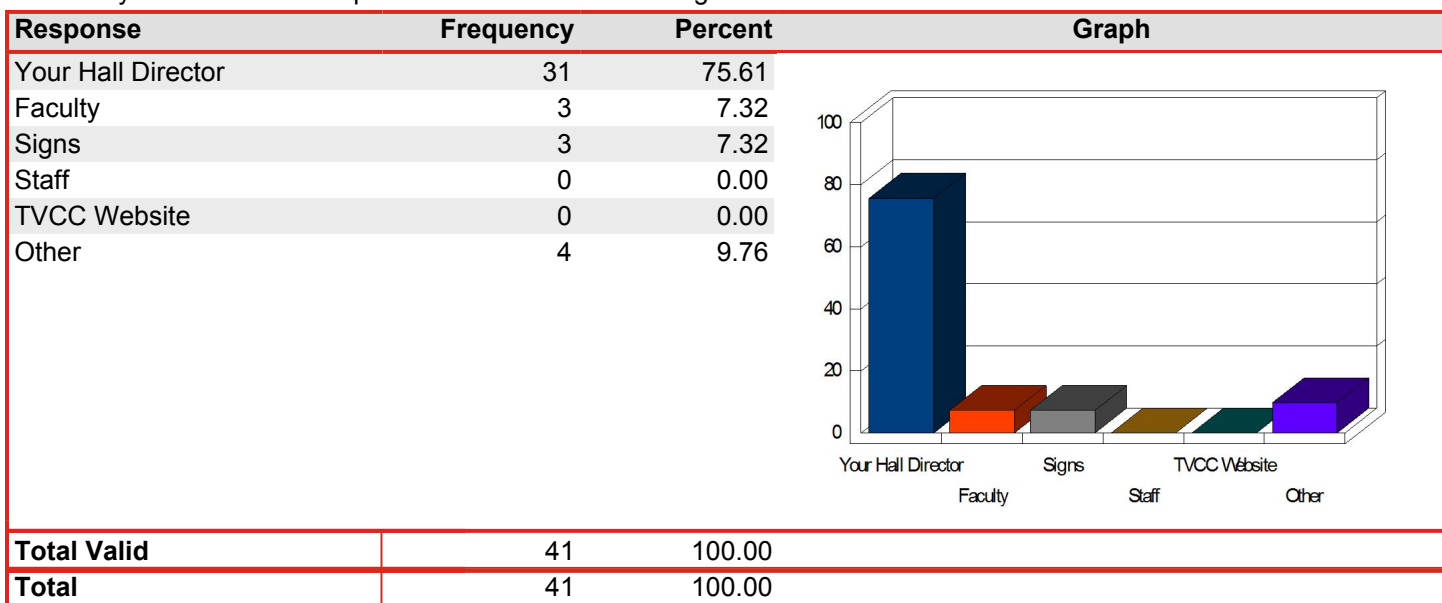 Response Frequency Percent Graph
Your Hall Director 31 75.61
Faculty 3 7.32
Signs 3 7.32
Staff 0 0.00
TVCC Website 0 0.00
Other 4 9.76
100
80
60
40
20
0
Your Hall Director Signs TVCC Website
Faculty Staff Other
Total Valid 41 100.00
Total 41 100.00